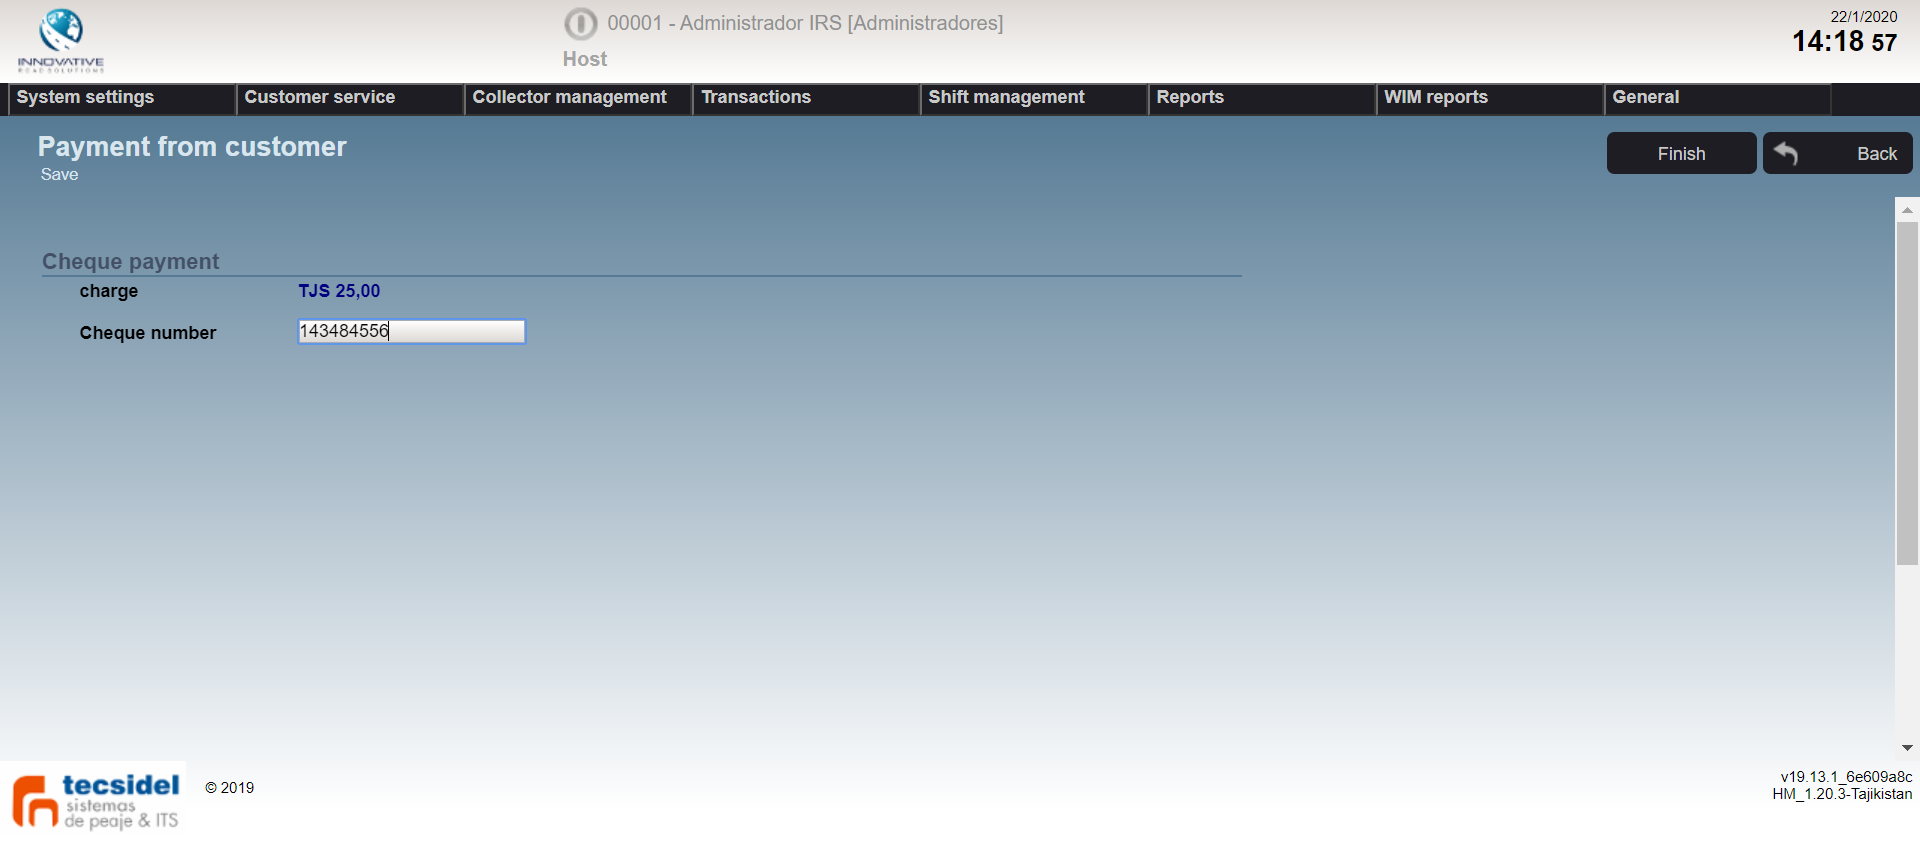 INNOVATIVE
ROAD SOLUTIONS
00001 - Administrador IRS [Administradores]
Host
22/1/2020
14:18 57
System settings
Customer service
Collector management
Transactions
Shift management
Reports
WIM reports
General
Payment from customer
Save
Finish
Back
Cheque payment
charge
TJS 25,00
Cheque number
143484556
tecsidel
sistemas
de peaje & ITS
© 2019
v19.13.1_6e609a8c
HM_1.20.3-Tajikistan